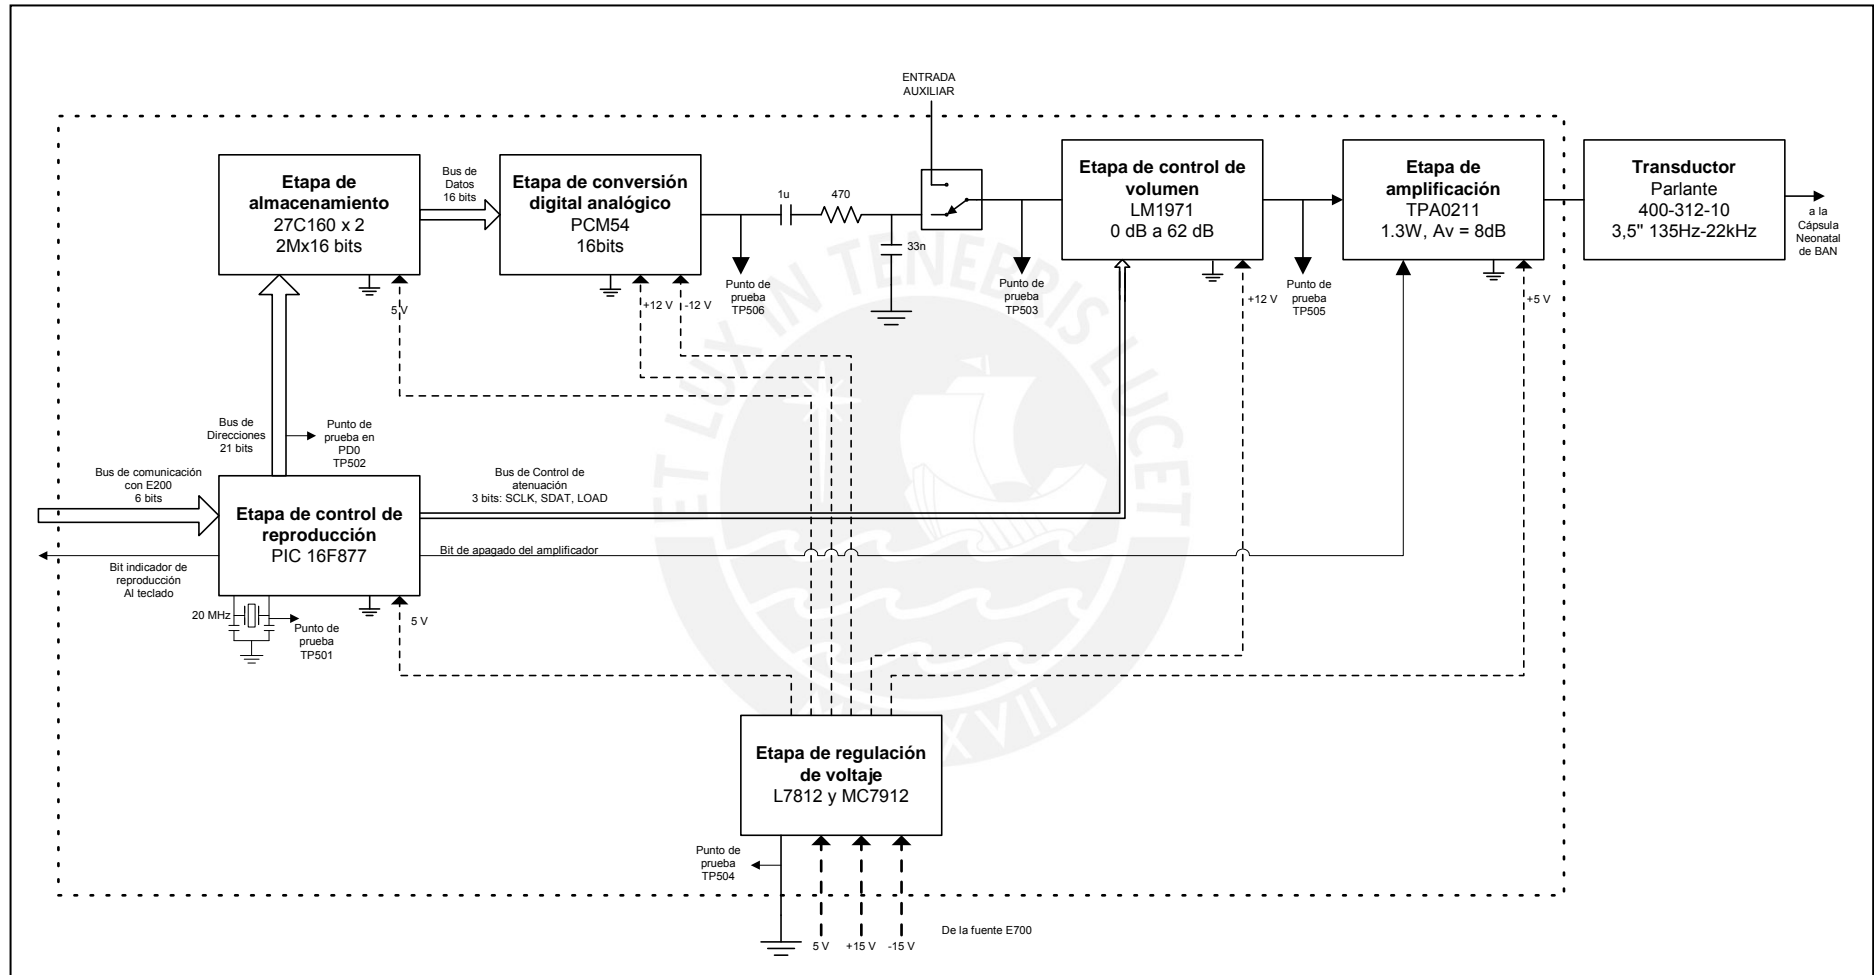 ENTRADA
AUXILIAR
Etapa de
almacenamiento
27C160 x 2
2Mx16 bits
Bus de
Datos
16 bits
Etapa de conversión
digital analógico
PCM54
16bits
1u
470
33n
Etapa de control de
volumen
LM1971
0 dB a 62 dB
Etapa de
amplificación
TPA0211
1.3W, Av = 8dB
Transductor
Parlante
400-312-10
3,5" 135Hz-22kHz
a la
Cápsula
Neonatal
de BAN
5 V
+12 V
-12 V
Punto de
prueba
TP506
Punto de
prueba
TP503
+12 V
Punto de
prueba
TP505
+5 V
ET LUX IN TENEBRIS LUCET
Bus de
Direcciones
21 bits
Punto de
prueba en
PD0
TP502
Bus de comunicación
con E200
6 bits
Bus de Control de
atenuación
3 bits: SCLK, SDAT, LOAD
Etapa de control de
reproducción
PIC 16F877
Bit de apagado del amplificador
Bit indicador de
reproducción
Al teclado
20 MHz
Punto de
prueba
TP501
5 V
XVII
Etapa de regulación
de voltaje
L7812 y MC7912
Punto de
prueba
TP504
5 V
+15 V
-15 V
De la fuente E700